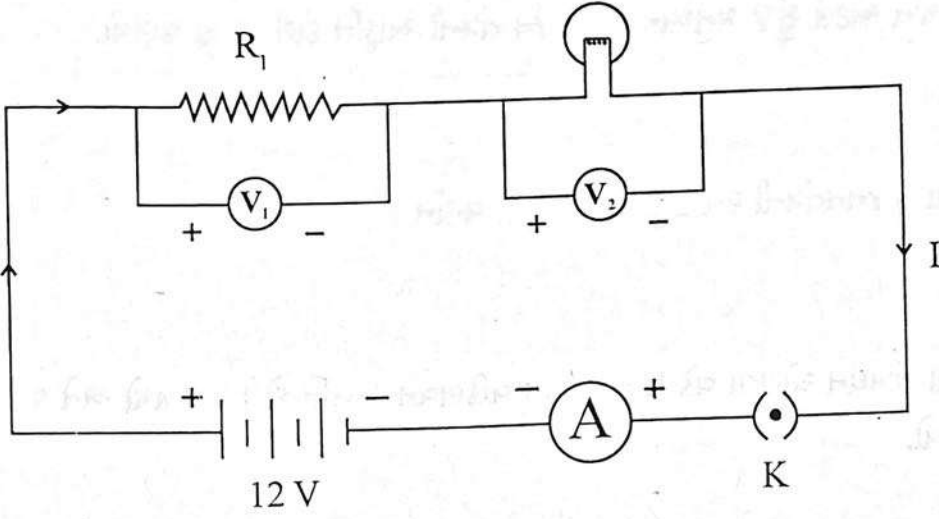 R₁
V₁
+ −
V₂
+ −
I
+ −
12 V
− +
A
K